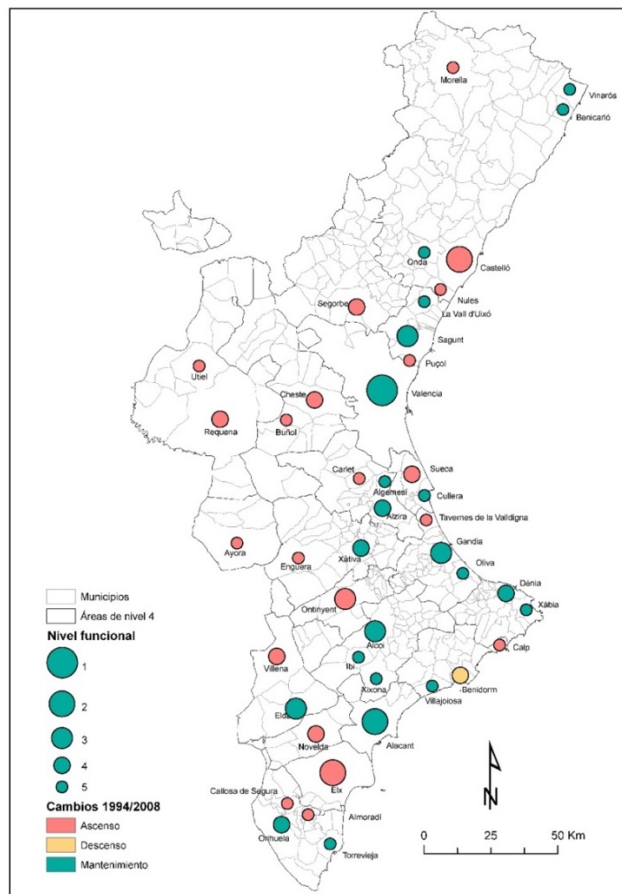 Morella
Vinarós
Benicarló
Onda
Castelló
Nules
Segorbe
La Vall d'Uixó
Sagunt
Puçol
Utiel
Valencia
Cheste
Requena
Buñol
Carlet
Sueca
Algemesí
Cullera
Alzira
Tavernes de la Valldigna
Ayora
Xàtiva
Gandia
Enguera
Oliva
Dénia
Xàbia
Ontinyent
Alcoi
Calp
Villena
Ibi
Xixona
Benidorm
Villajoiosa
Elda
Novelda
Alacant
Elx
Callosa de Segura
Almoradí
Orihuela
Torrevieja
Municipios
Áreas de nivel 4
Nivel funcional
1
2
3
4
5
Cambios 1994/2008
Ascenso
Descenso
Mantenimiento
N
0 25 50 Km